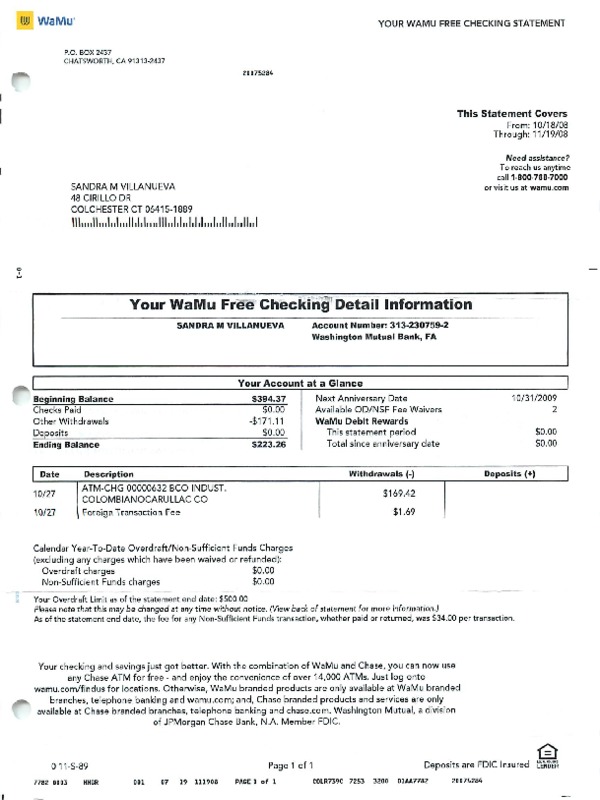 WaMu
YOUR WAMU FREE CHECKING STATEMENT
P.O. BOX 2437
CHATSWORTH, CA 91313-2437
21175284
This Statement Covers
From: 10/18/08
Through: 11/19/08
Need assistance?
To reach us anytime
call 1-800-788-7000
or visit us at wamu.com
SANDRA M VILLANUEVA
48 CIRILLO DR
COLCHESTER CT 06415-1889
Your WaMu Free Checking Detail Information
SANDRA M VILLANUEVA Account Number: 313-230759-2
Washington Mutual Bank, FA
Your Account at a Glance
Beginning Balance $394.37
Checks Paid $0.00
Other Withdrawals -$171.11
Deposits $0.00
Ending Balance $223.26
Next Anniversary Date 10/31/2009
Available OD/NSF Fee Waivers 2
WaMu Debit Rewards
This statement period $0.00
Total since anniversary date $0.00
Date Description Withdrawals (-) Deposits (+)
10/27 ATM-CHG 00000632 BCO INDUST.
COLOMBIANOCARULLAC CO $169.42
10/27 Foreign Transaction Fee $1.69
Calendar Year-To-Date Overdraft/Non-Sufficient Funds Charges
(excluding any charges which have been waived or refunded):
Overdraft charges $0.00
Non-Sufficient Funds charges $0.00
Your Overdraft Limit as of the statement end date: $500.00
Please note that this may be changed at any time without notice. (View back of statement for more information.)
As of the statement end date, the fee for any Non-Sufficient Funds transaction, whether paid or returned, was $34.00 per transaction.
Your checking and savings just got better. With the combination of WaMu and Chase, you can now use
any Chase ATM for free - and enjoy the convenience of over 14,000 ATMs. Just log onto
wamu.com/findus for locations. Otherwise, WaMu branded products are only available at WaMu branded
branches, telephone banking and wamu.com; and, Chase branded products and services are only
available at Chase branded branches, telephone banking and chase.com. Washington Mutual, a division
of JPMorgan Chase Bank, N.A. Member FDIC.
Page 1 of 1
Deposits are FDIC Insured
001 07 19 111908 PAGE 1 of 1